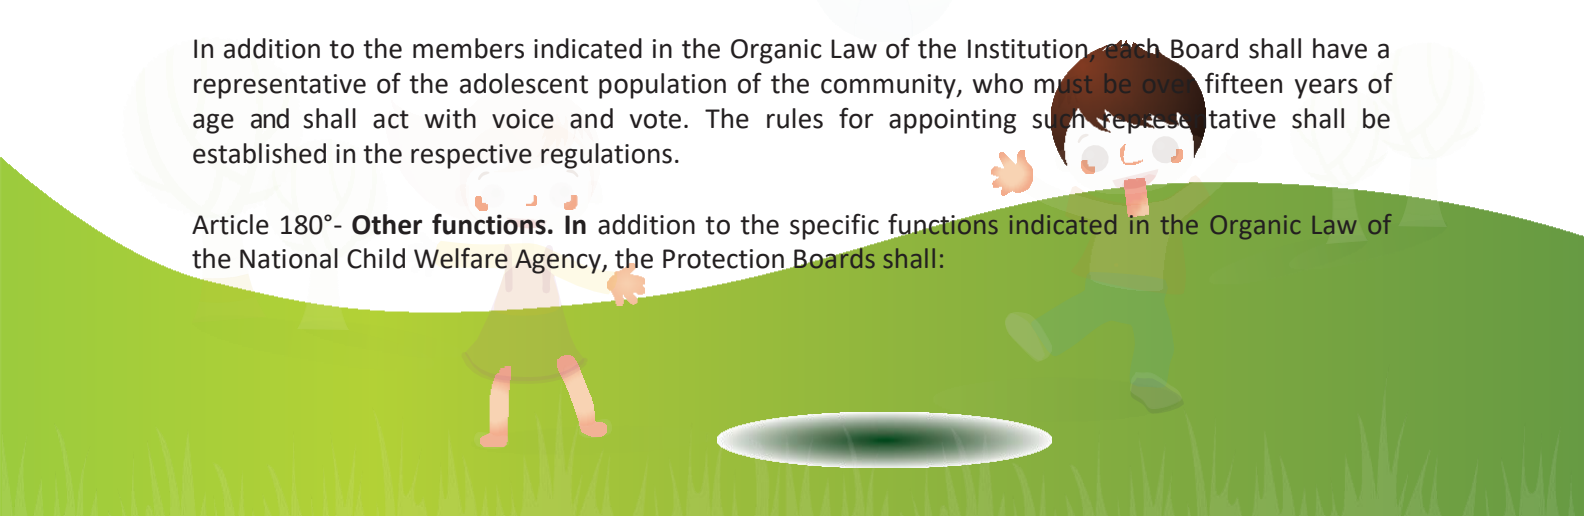 In addition to the members indicated in the Organic Law of the Institution, each Board shall have a
representative of the adolescent population of the community, who must be over fifteen years of
age and shall act with voice and vote. The rules for appointing such representative shall be
established in the respective regulations.
Article 180°- Other functions. In addition to the specific functions indicated in the Organic Law of
the National Child Welfare Agency, the Protection Boards shall: